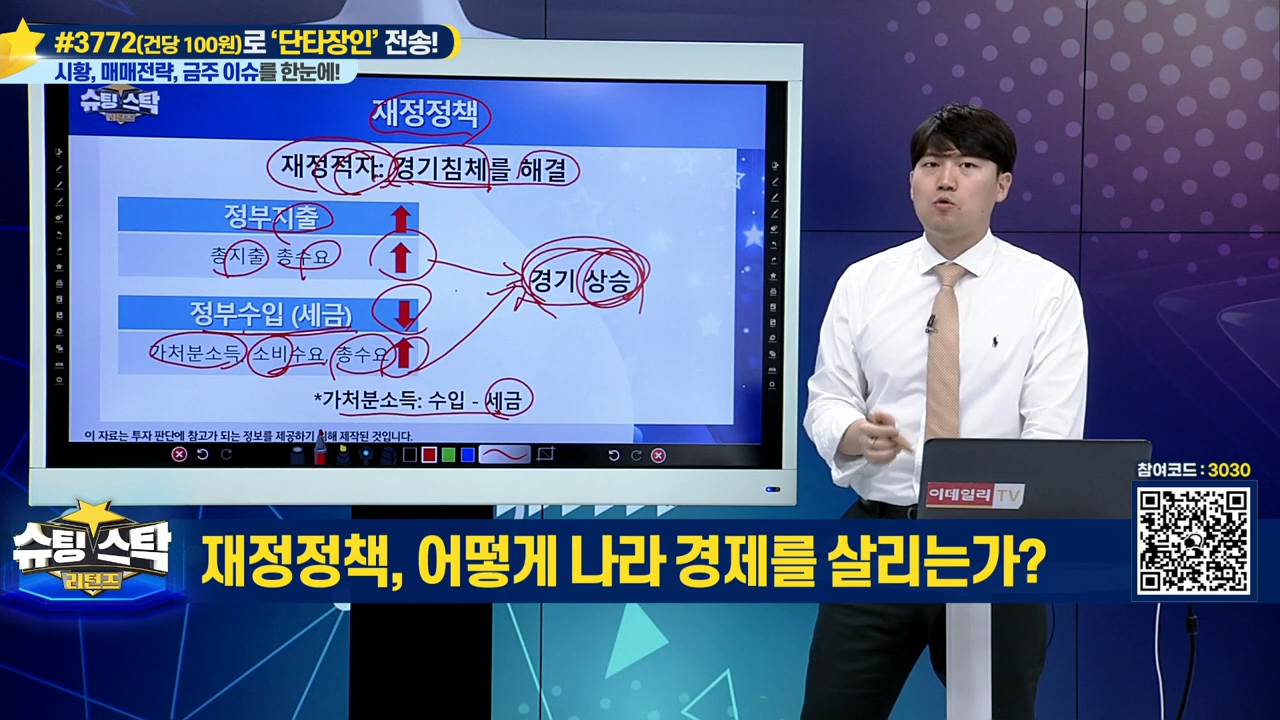 #3772(건당 100원)로 '단타장인' 전송!
시황, 매매전략, 금주 이슈를 한눈에!
슈팅 스탁
재정정책
재정적자: 경기침체를 해결
정부지출
총지출 총수요
경기 상승
정부수입 (세금)
가처분소득, 소비수요, 총수요
*가처분소득: 수입 - 세금
이 자료는 투자 판단에 참고가 되는 정보를 제공하기 위해 제작된 것입니다.
이데일리 TV
참여코드 : 3030
슈팅 스탁
리턴즈
재정정책, 어떻게 나라 경제를 살리는가?